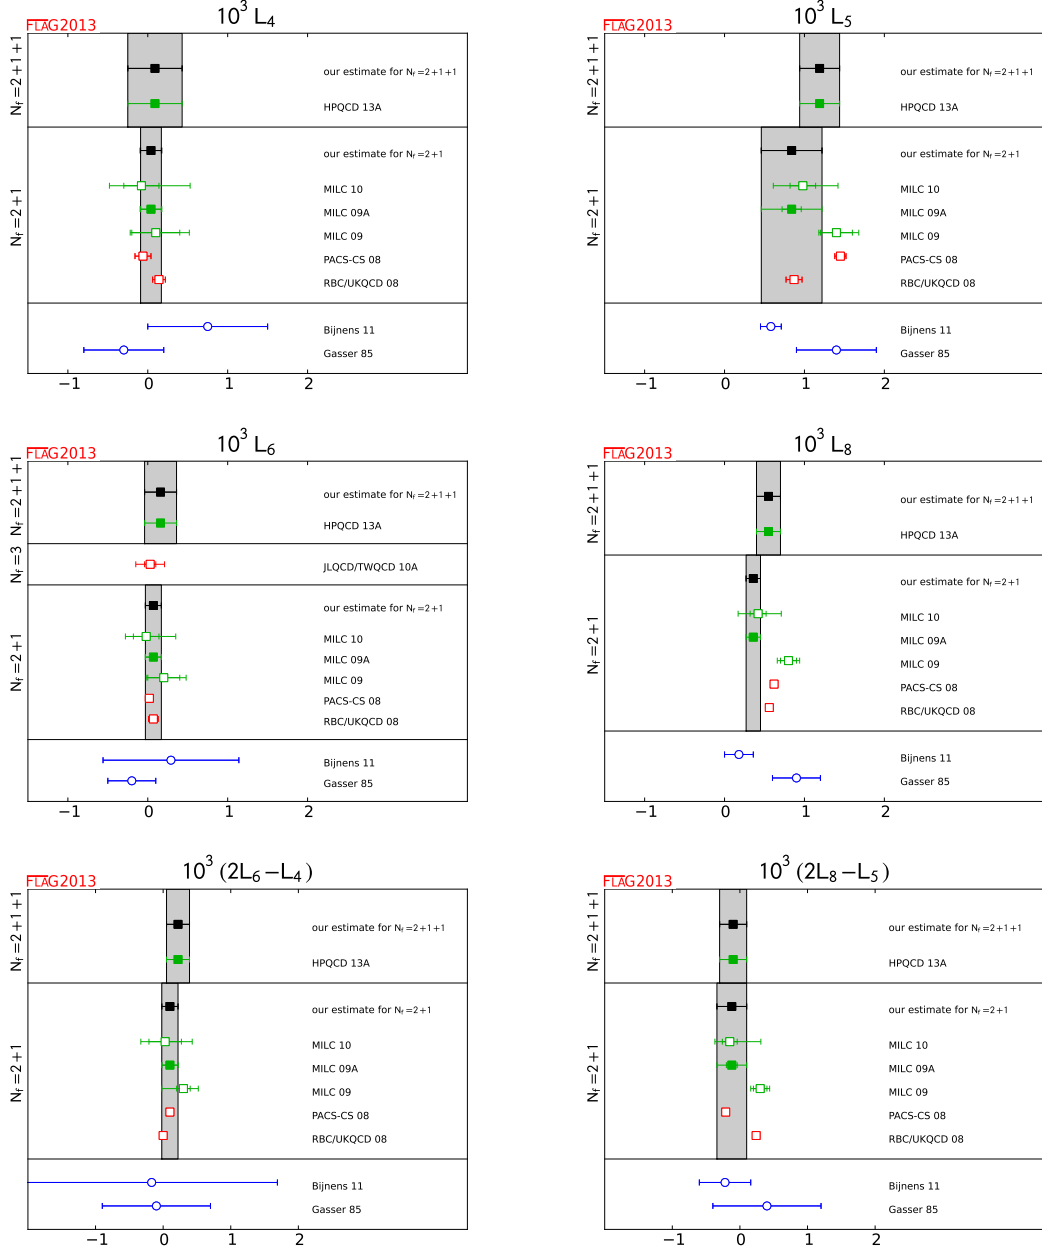 FLAG2013
10³ L₄
N_f=2+1+1
our estimate for N_f=2+1+1
HPQCD 13A
N_f=2+1
our estimate for N_f=2+1
MILC 10
MILC 09A
MILC 09
PACS-CS 08
RBC/UKQCD 08
Bijnens 11
Gasser 85
−1 0 1 2
FLAG2013
10³ L₅
N_f=2+1+1
our estimate for N_f=2+1+1
HPQCD 13A
N_f=2+1
our estimate for N_f=2+1
MILC 10
MILC 09A
MILC 09
PACS-CS 08
RBC/UKQCD 08
Bijnens 11
Gasser 85
−1 0 1 2
FLAG2013
10³ L₆
N_f=2+1+1
our estimate for N_f=2+1+1
HPQCD 13A
N_f=3
JLQCD/TWQCD 10A
N_f=2+1
our estimate for N_f=2+1
MILC 10
MILC 09A
MILC 09
PACS-CS 08
RBC/UKQCD 08
Bijnens 11
Gasser 85
−1 0 1 2
FLAG2013
10³ L₈
N_f=2+1+1
our estimate for N_f=2+1+1
HPQCD 13A
N_f=2+1
our estimate for N_f=2+1
MILC 10
MILC 09A
MILC 09
PACS-CS 08
RBC/UKQCD 08
Bijnens 11
Gasser 85
−1 0 1 2
FLAG2013
10³ (2L₆−L₄)
N_f=2+1+1
our estimate for N_f=2+1+1
HPQCD 13A
N_f=2+1
our estimate for N_f=2+1
MILC 10
MILC 09A
MILC 09
PACS-CS 08
RBC/UKQCD 08
Bijnens 11
Gasser 85
−1 0 1 2
FLAG2013
10³ (2L₈−L₅)
N_f=2+1+1
our estimate for N_f=2+1+1
HPQCD 13A
N_f=2+1
our estimate for N_f=2+1
MILC 10
MILC 09A
MILC 09
PACS-CS 08
RBC/UKQCD 08
Bijnens 11
Gasser 85
−1 0 1 2